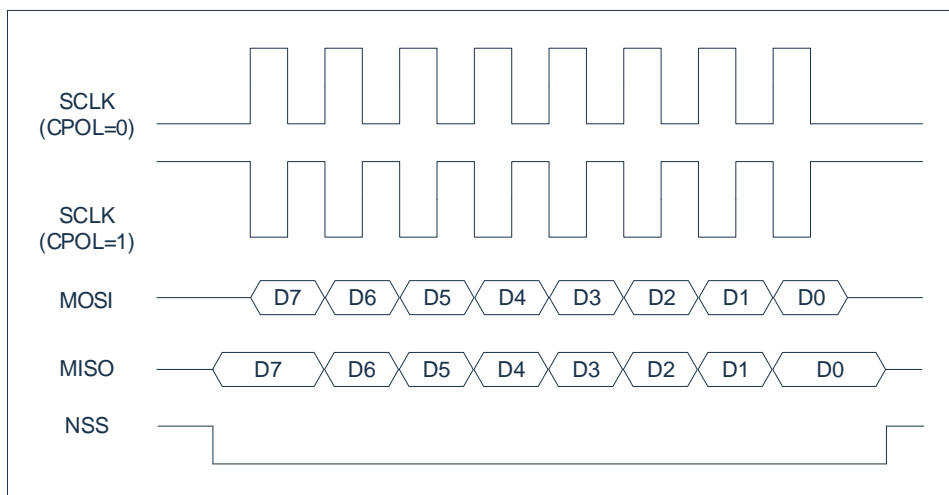 SCLK
(CPOL=0)
SCLK
(CPOL=1)
MOSI D7 D6 D5 D4 D3 D2 D1 D0
MISO D7 D6 D5 D4 D3 D2 D1 D0
NSS